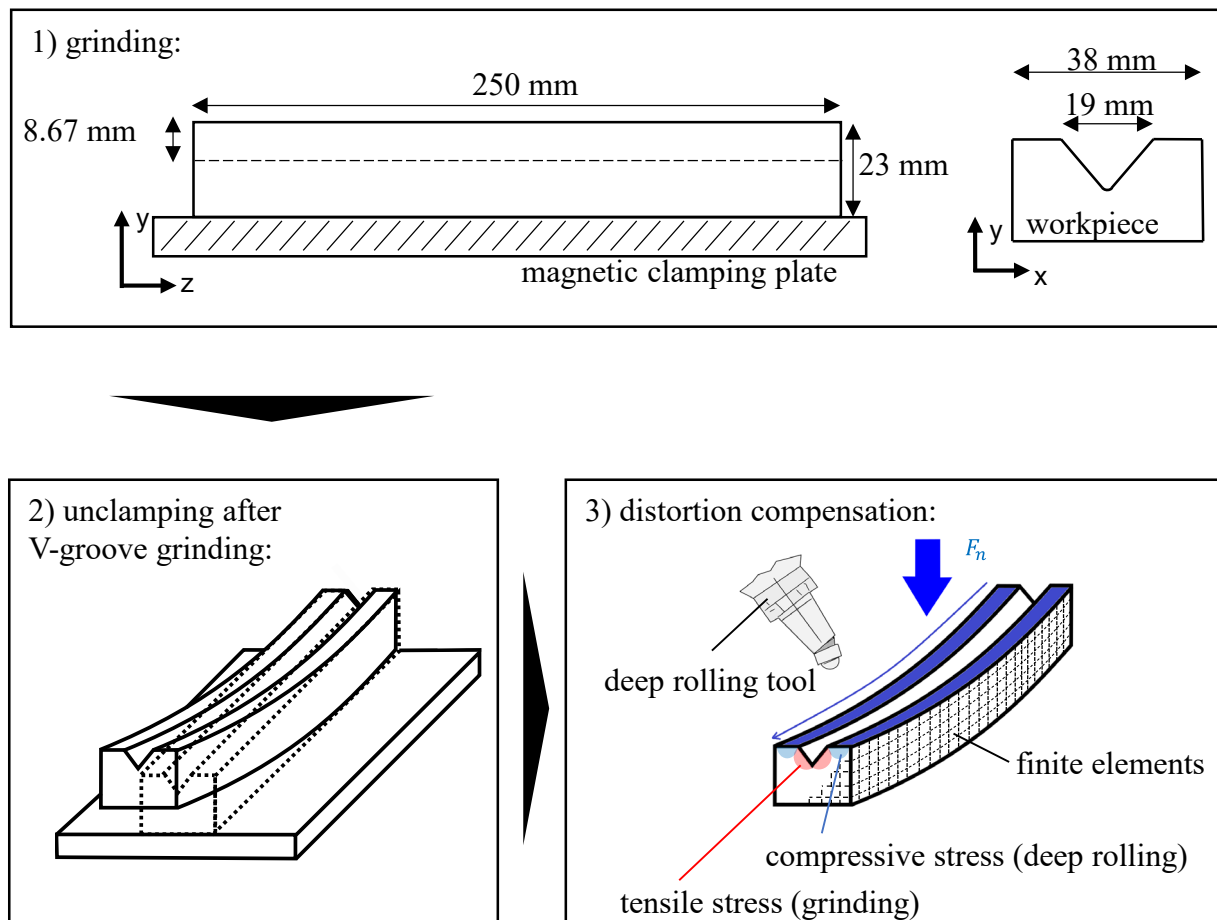 1) grinding:
250 mm
8.67 mm
23 mm
y
z
magnetic clamping plate
38 mm
19 mm
workpiece
y
x
2) unclamping after
V-groove grinding:
3) distortion compensation:
F_n
deep rolling tool
finite elements
compressive stress (deep rolling)
tensile stress (grinding)